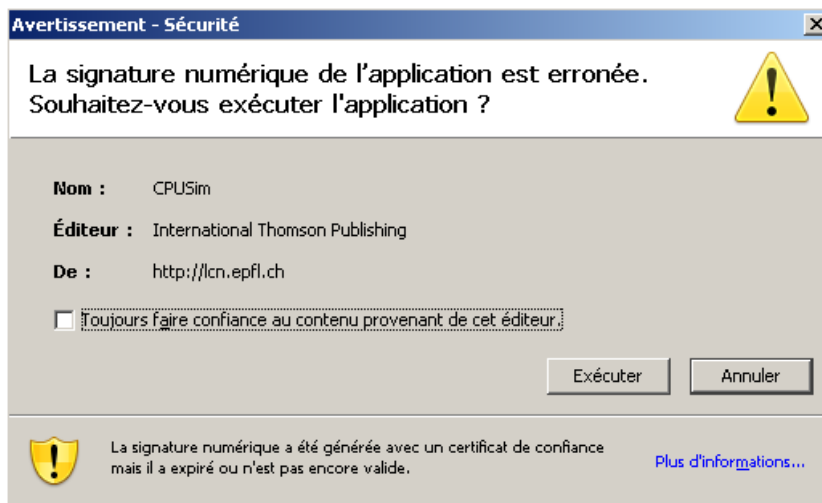 Avertissement - Sécurité
La signature numérique de l'application est erronée.
Souhaitez-vous exécuter l'application ?
Nom : CPUSim
Éditeur : International Thomson Publishing
De : http://lcn.epfl.ch
Toujours faire confiance au contenu provenant de cet éditeur.
Exécuter Annuler
La signature numérique a été générée avec un certificat de confiance
mais il a expiré ou n'est pas encore valide.
Plus d'informations...